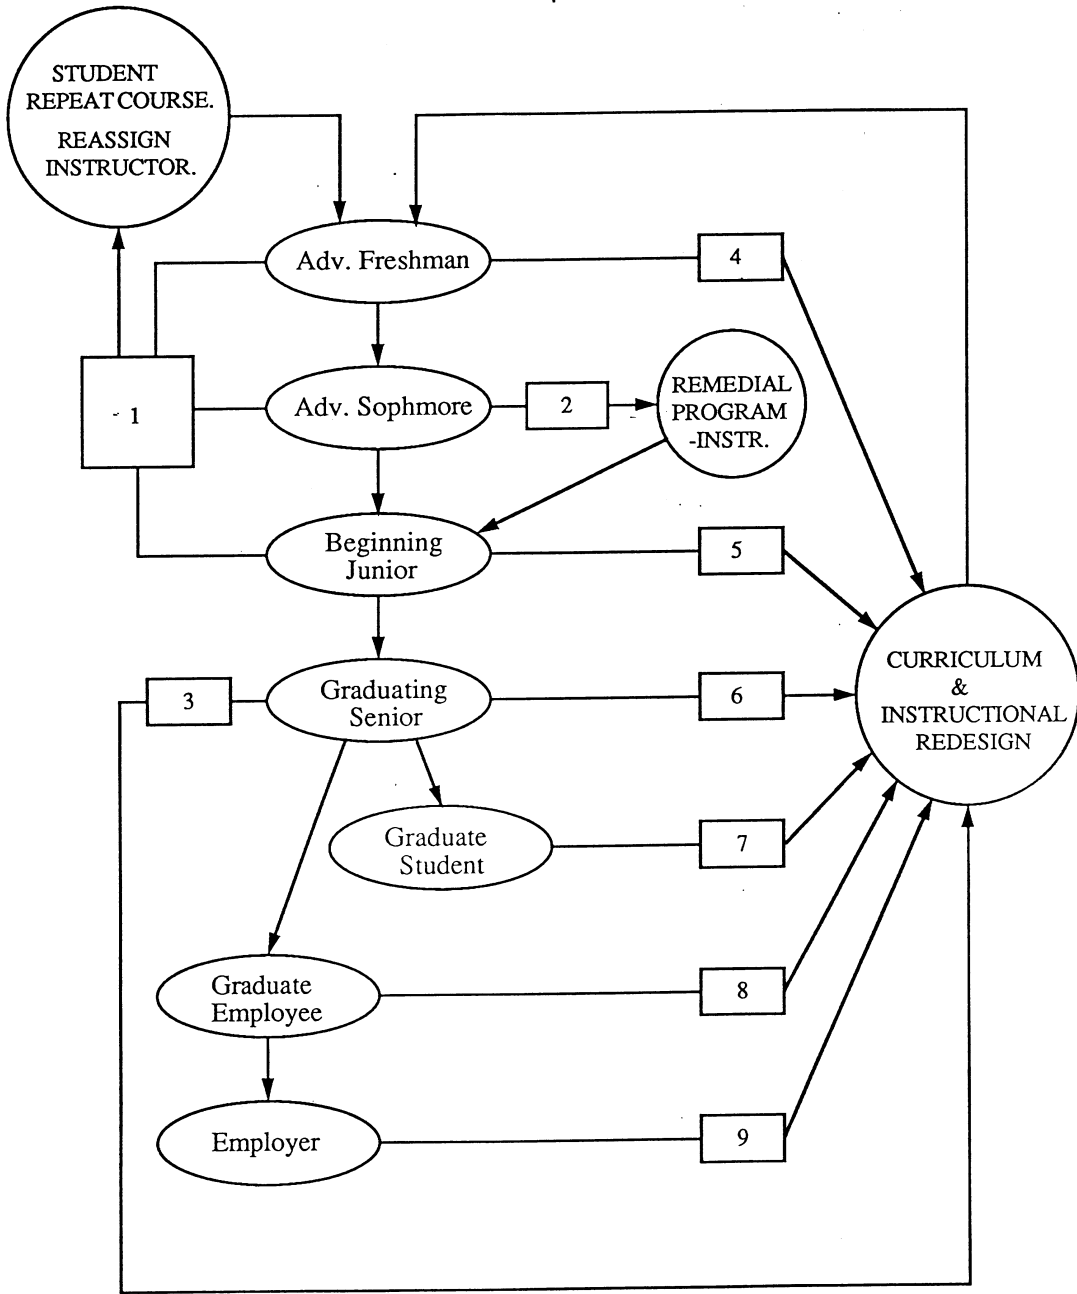 STUDENT
REPEAT COURSE.
REASSIGN
INSTRUCTOR.
Adv. Freshman
4
1
Adv. Sophmore
2
REMEDIAL
PROGRAM
-INSTR.
Beginning
Junior
5
3
Graduating
Senior
6
CURRICULUM
&
INSTRUCTIONAL
REDESIGN
Graduate
Student
7
Graduate
Employee
8
Employer
9